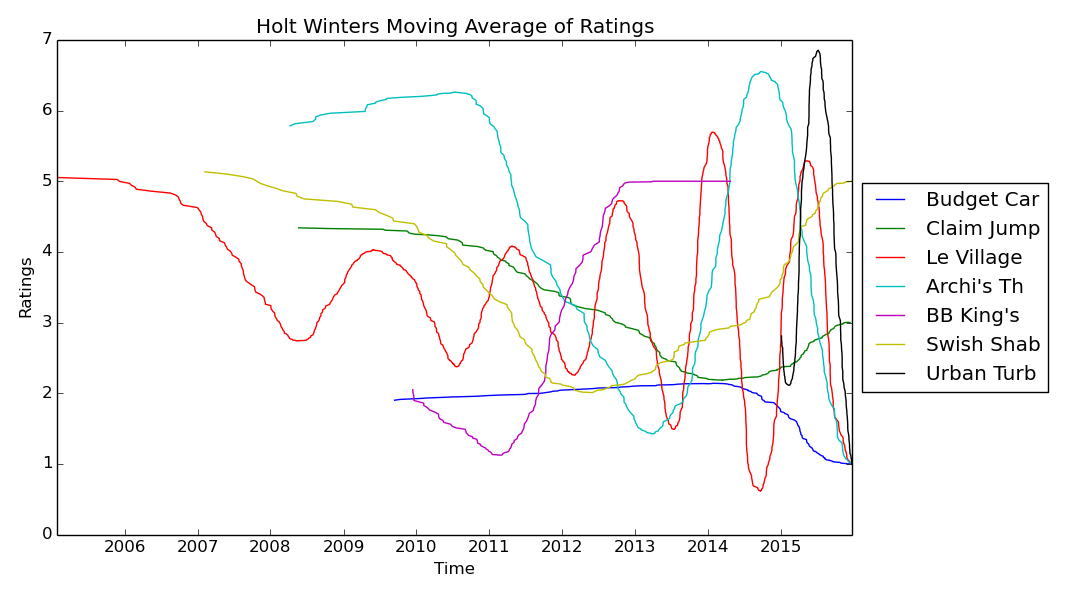 Holt Winters Moving Average of Ratings
7
6
5
4
3
2
1
0
Ratings
2006 2007 2008 2009 2010 2011 2012 2013 2014 2015
Time
Budget Car
Claim Jump
Le Village
Archi's Th
BB King's
Swish Shab
Urban Turb